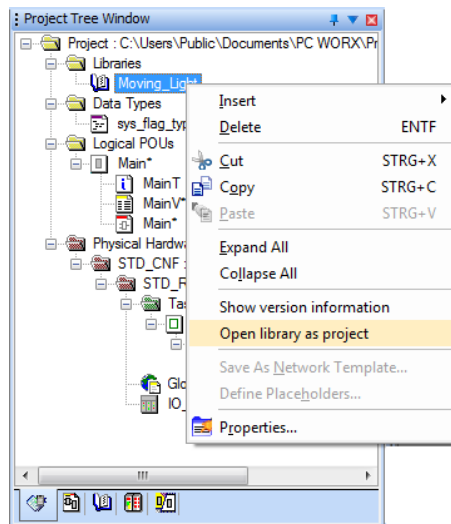 Project Tree Window
Project : C:\Users\Public\Documents\PC WORX\Pr
Libraries
Moving_Light
Data Types
sys_flag_typ
Logical POUs
Main*
MainT
MainV*
Main*
Physical Hardwa
STD_CNF :
STD_R
Ta
Glo
IO_
Insert
Delete ENTF
Cut STRG+X
Copy STRG+C
Paste STRG+V
Expand All
Collapse All
Show version information
Open library as project
Save As Network Template...
Define Placeholders...
Properties...